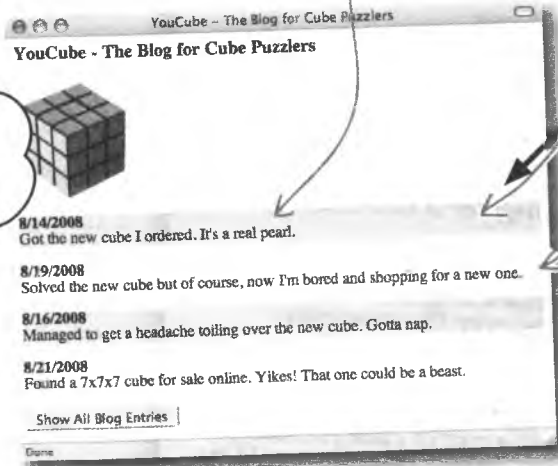 YouCube - The Blog for Cube Puzzlers
YouCube - The Blog for Cube Puzzlers
8/14/2008
Got the new cube I ordered. It's a real pearl.
8/19/2008
Solved the new cube but of course, now I'm bored and shopping for a new one.
8/16/2008
Managed to get a headache toiling over the new cube. Gotta nap.
8/21/2008
Found a 7x7x7 cube for sale online. Yikes! That one could be a beast.
Show All Blog Entries
Done